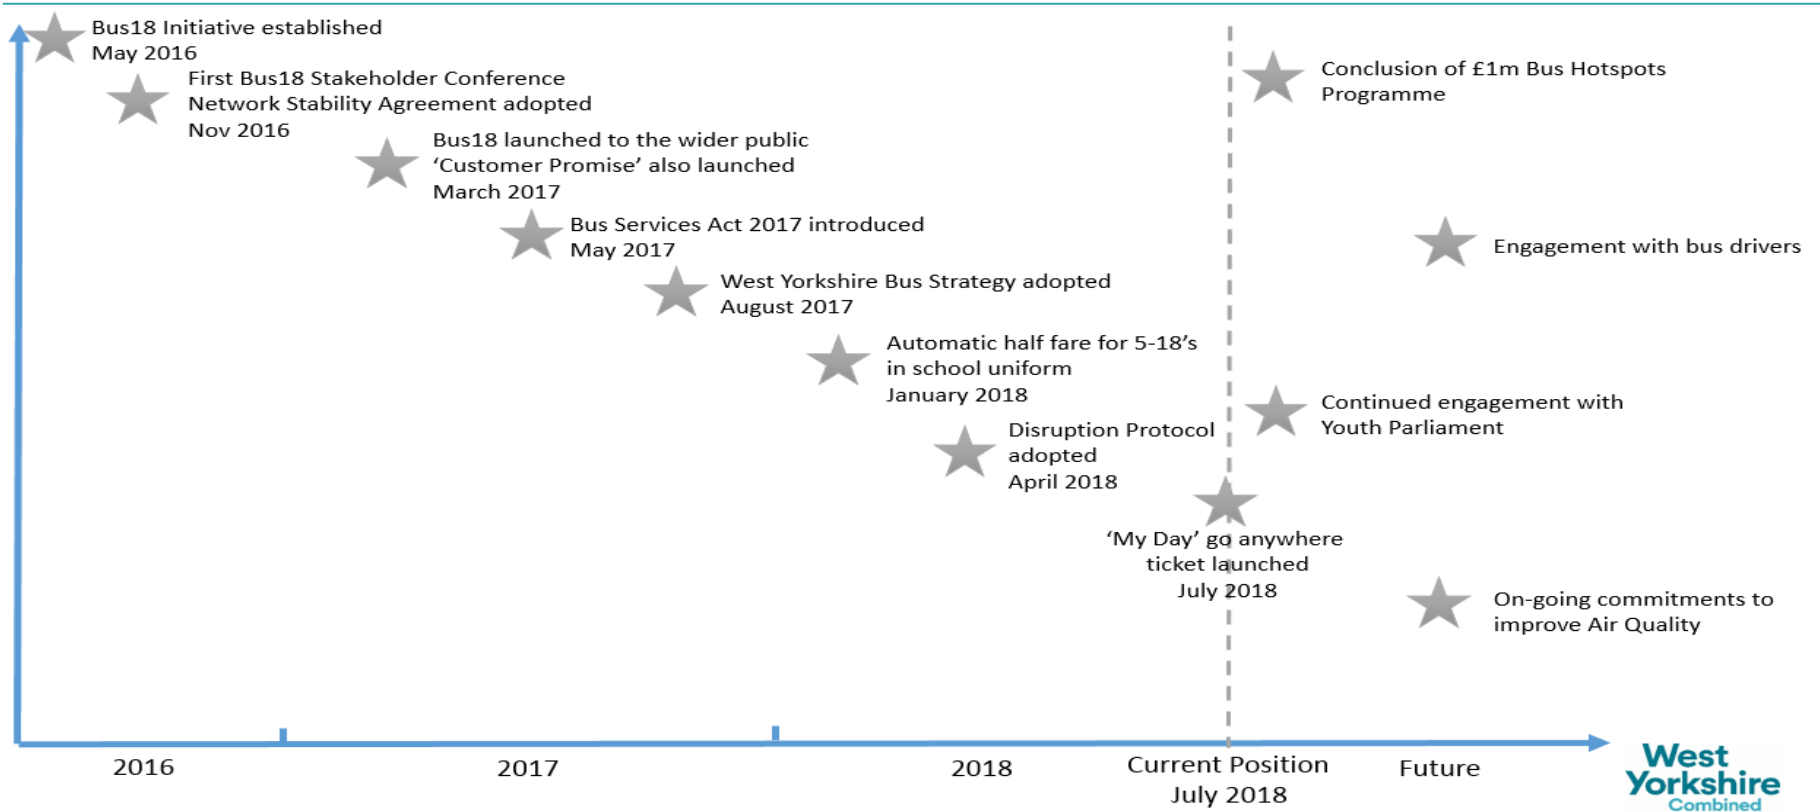 Bus18 Initiative established
May 2016
First Bus18 Stakeholder Conference
Network Stability Agreement adopted
Nov 2016
Bus18 launched to the wider public
‘Customer Promise’ also launched
March 2017
Bus Services Act 2017 introduced
May 2017
West Yorkshire Bus Strategy adopted
August 2017
Automatic half fare for 5-18’s
in school uniform
January 2018
Disruption Protocol
adopted
April 2018
‘My Day’ go anywhere
ticket launched
July 2018
Conclusion of £1m Bus Hotspots
Programme
Engagement with bus drivers
Continued engagement with
Youth Parliament
On-going commitments to
improve Air Quality
2016
2017
2018
Current Position
July 2018
Future
West
Yorkshire
Combined